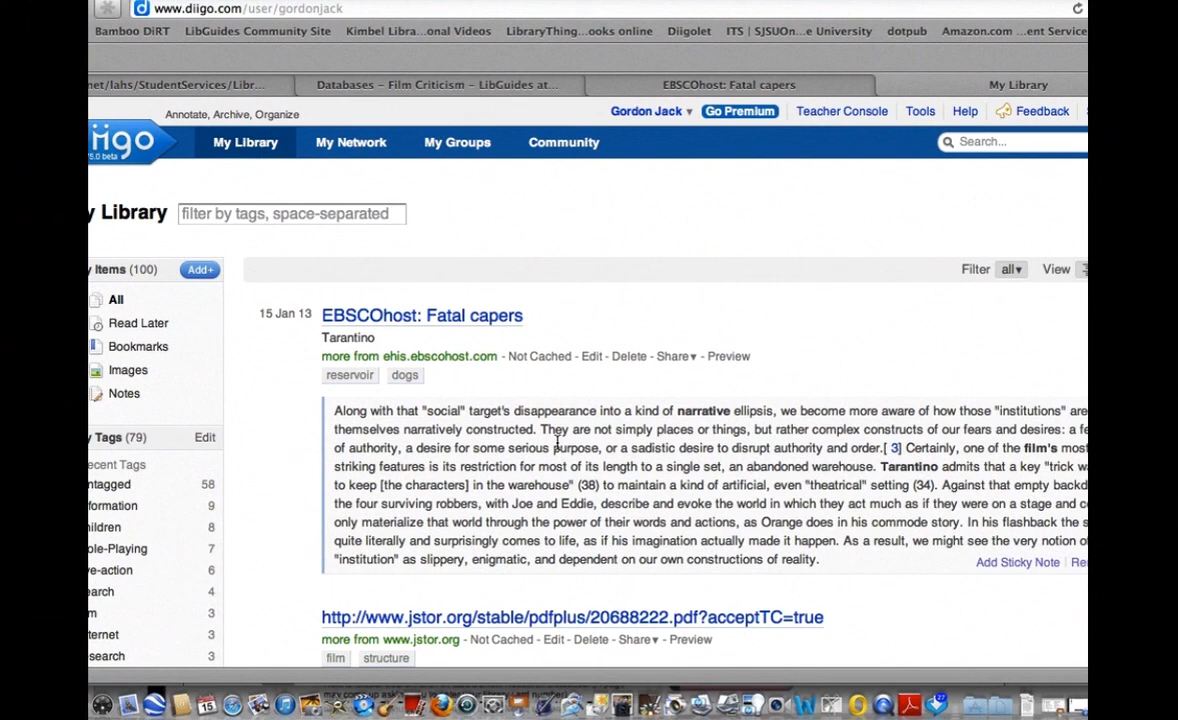 www.diigo.com/user/gordonjack
Bamboo DiRT LibGuides Community Site Kimbel Libra...onal Videos LibraryThing...ooks online Diigolet ITS | SJSUOn...e University dotpub Amazon.com ...ent Service
net/lahs/StudentServices/Libr... Databases – Film Criticism – LibGuides at... EBSCOhost: Fatal capers My Library
Annotate, Archive, Organize Gordon Jack ▾ Go Premium Teacher Console Tools Help Feedback
iigo My Library My Network My Groups Community Search...
5.0 beta
y Library filter by tags, space-separated
y Items (100) Add+ Filter all▾ View
All 15 Jan 13 EBSCOhost: Fatal capers
Read Later Tarantino
Bookmarks more from ehis.ebscohost.com - Not Cached - Edit - Delete - Share▾ - Preview
Images reservoir dogs
Notes
Along with that "social" target's disappearance into a kind of narrative ellipsis, we become more aware of how those "institutions" are
themselves narratively constructed. They are not simply places or things, but rather complex constructs of our fears and desires: a fe
of authority, a desire for some serious purpose, or a sadistic desire to disrupt authority and order.[ 3] Certainly, one of the film's most
striking features is its restriction for most of its length to a single set, an abandoned warehouse. Tarantino admits that a key "trick w
to keep [the characters] in the warehouse" (38) to maintain a kind of artificial, even "theatrical" setting (34). Against that empty backd
the four surviving robbers, with Joe and Eddie, describe and evoke the world in which they act much as if they were on a stage and c
only materialize that world through the power of their words and actions, as Orange does in his commode story. In his flashback the s
quite literally and surprisingly comes to life, as if his imagination actually made it happen. As a result, we might see the very notion o
"institution" as slippery, enigmatic, and dependent on our own constructions of reality.
Add Sticky Note | Re
y Tags (79) Edit
ecent Tags
ntagged 58
formation 9
hildren 8
ole-Playing 7
ve-action 6
earch 4
m 3
nternet 3
esearch 3
http://www.jstor.org/stable/pdfplus/20688222.pdf?acceptTC=true
more from www.jstor.org - Not Cached - Edit - Delete - Share▾ - Preview
film structure
15
27